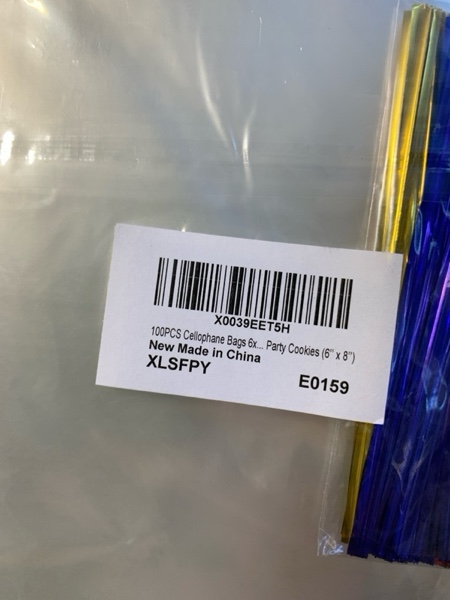 X0039EET5H
100PCS Cellophane Bags 6x... Party Cookies (6" x 8")
New Made in China
XLSFPY
E0159